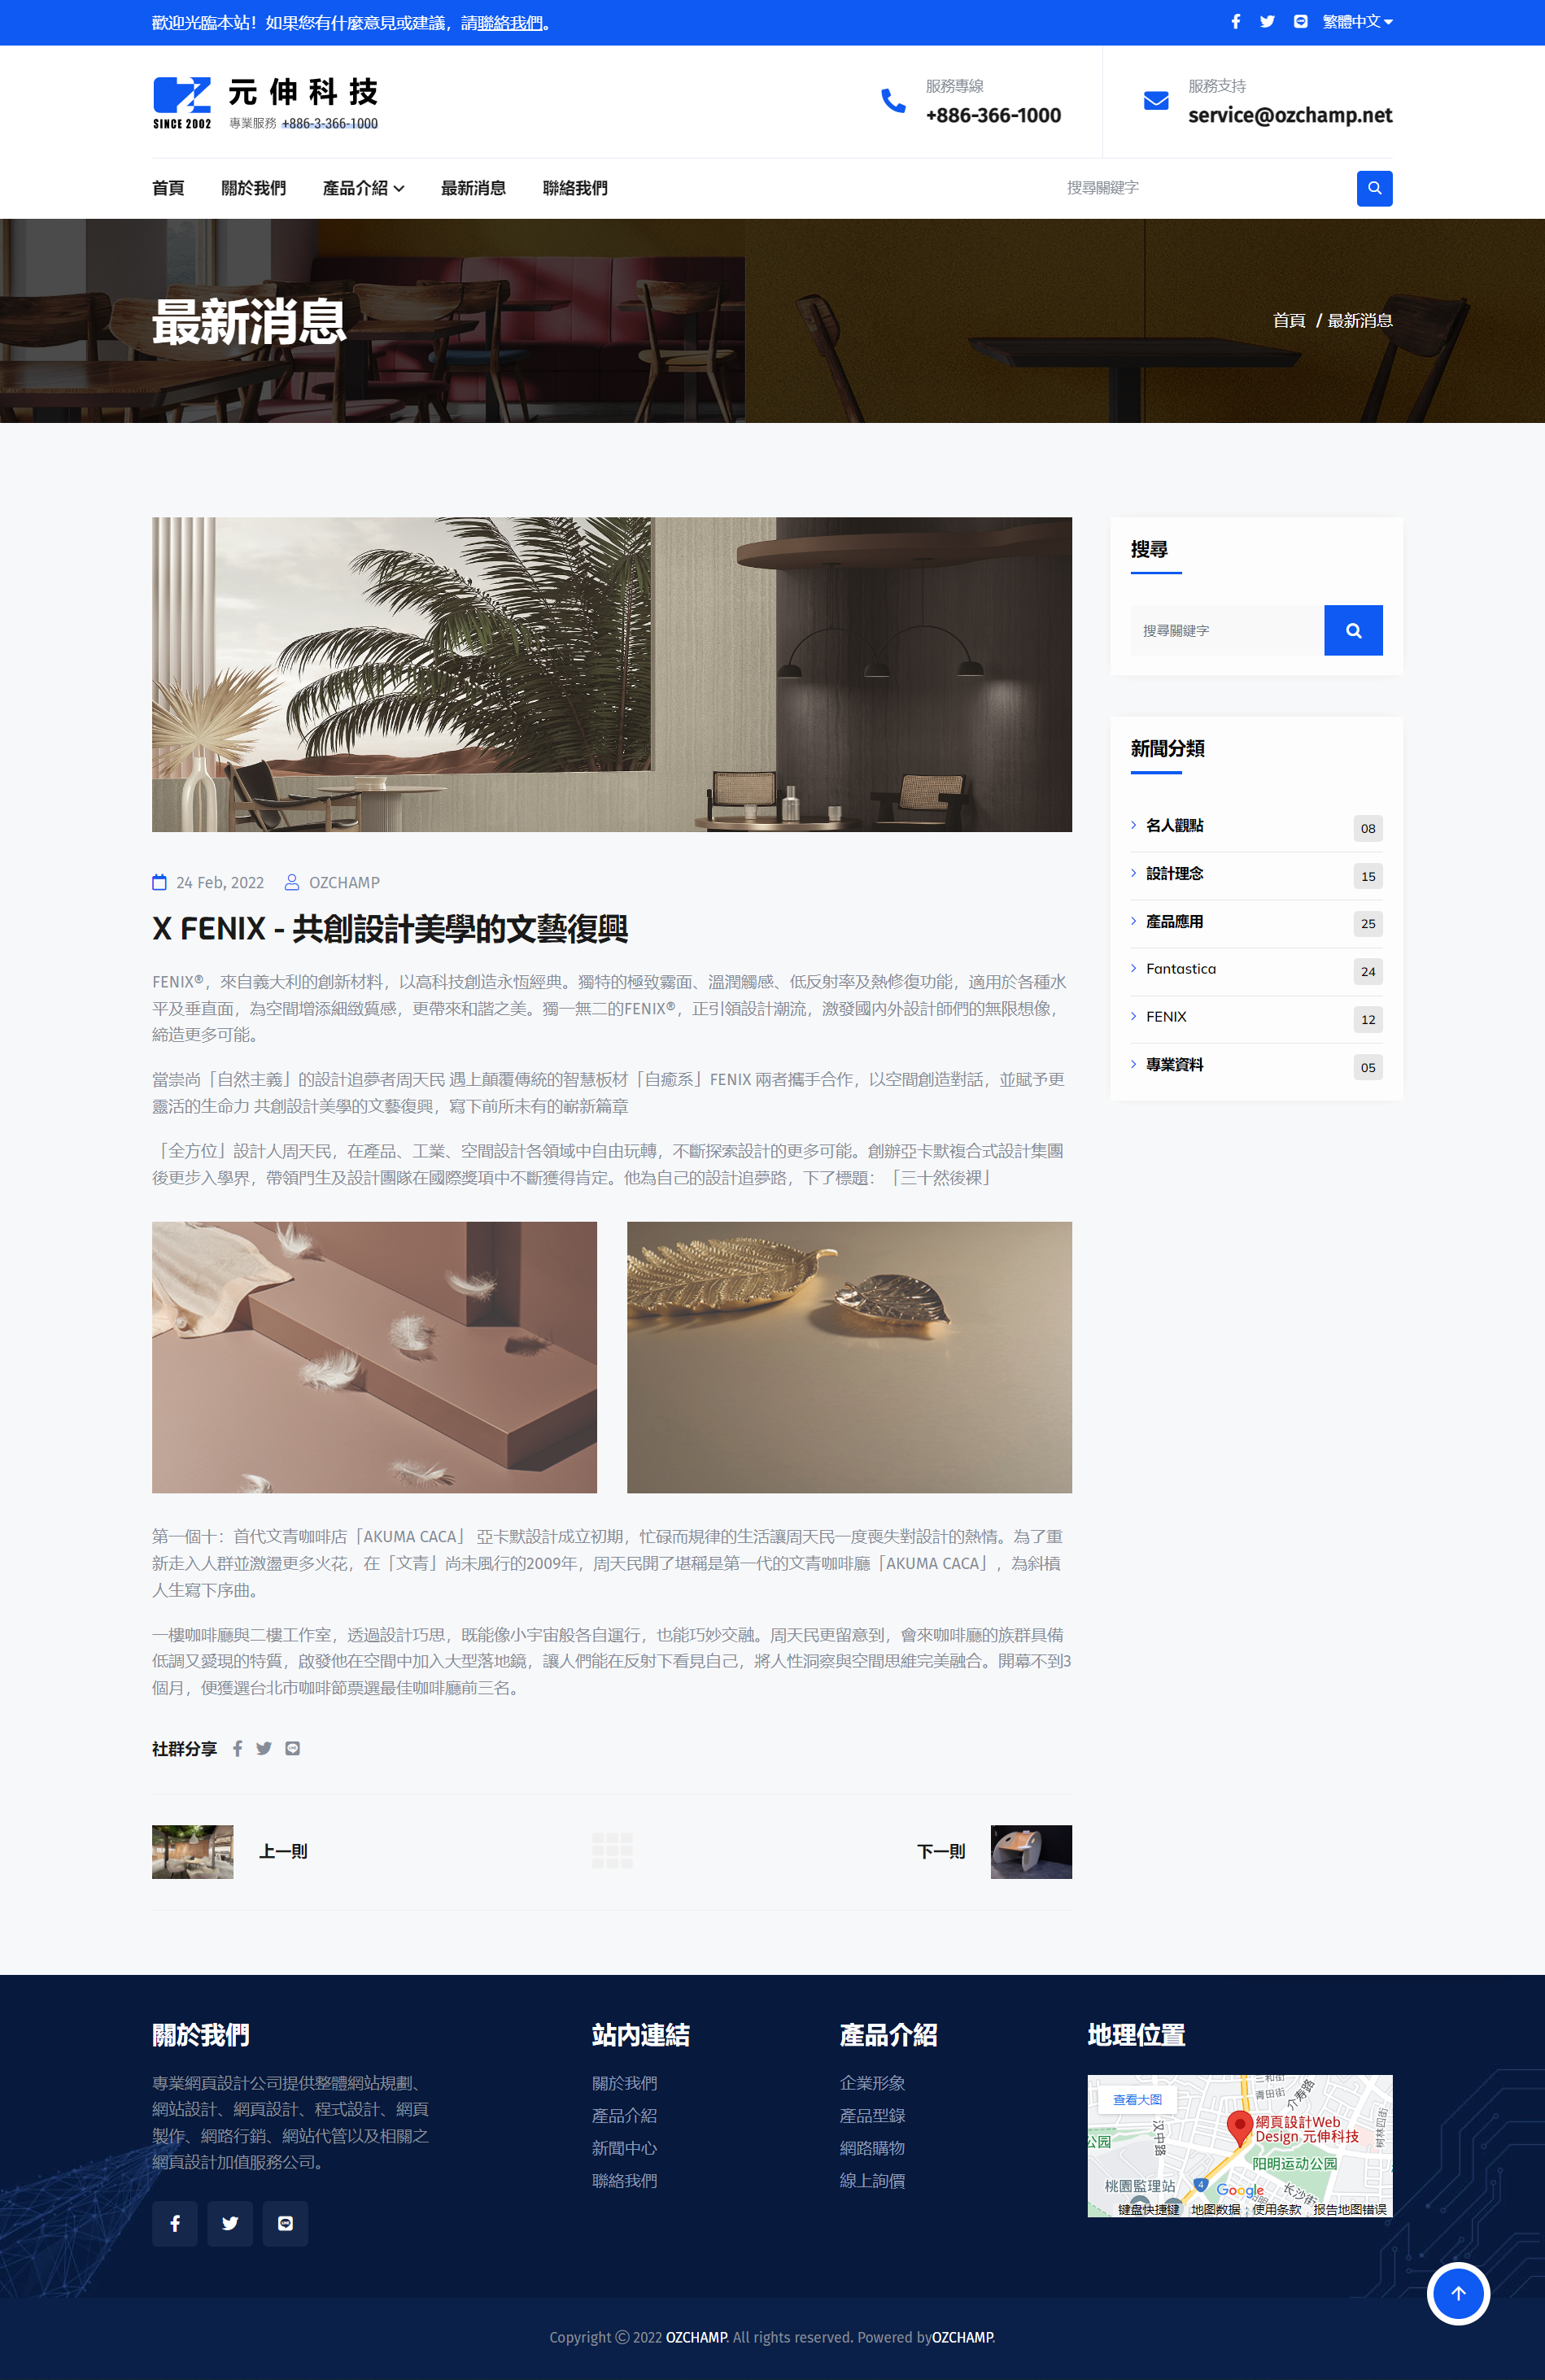 歡迎光臨本站！如果您有什麼意見或建議，請聯絡我們。
繁體中文
元伸科技
SINCE 2002
專業服務 +886-3-366-1000
服務專線
+886-366-1000
服務支持
service@ozchamp.net
首頁
關於我們
產品介紹
最新消息
聯絡我們
搜尋關鍵字
最新消息
首頁 / 最新消息
24 Feb, 2022
OZCHAMP
X FENIX - 共創設計美學的文藝復興
FENIX®，來自義大利的創新材料，以高科技創造永恆經典。獨特的極致霧面、溫潤觸感、低反射率及熱修復功能，適用於各種水
平及垂直面，為空間增添細緻質感，更帶來和諧之美。獨一無二的FENIX®，正引領設計潮流，激發國內外設計師們的無限想像，
締造更多可能。
當崇尚「自然主義」的設計追夢者周天民 遇上顛覆傳統的智慧板材「自癒系」FENIX 兩者攜手合作，以空間創造對話，並賦予更
靈活的生命力 共創設計美學的文藝復興，寫下前所未有的嶄新篇章
「全方位」設計人周天民，在產品、工業、空間設計各領域中自由玩轉，不斷探索設計的更多可能。創辦亞卡默複合式設計集團
後更步入學界，帶領門生及設計團隊在國際獎項中不斷獲得肯定。他為自己的設計追夢路，下了標題：「三十然後裸」
第一個十：首代文青咖啡店「AKUMA CACA」 亞卡默設計成立初期，忙碌而規律的生活讓周天民一度喪失對設計的熱情。為了重
新走入人群並激盪更多火花，在「文青」尚未風行的2009年，周天民開了堪稱是第一代的文青咖啡廳「AKUMA CACA」，為斜槓
人生寫下序曲。
一樓咖啡廳與二樓工作室，透過設計巧思，既能像小宇宙般各自運行，也能巧妙交融。周天民更留意到，會來咖啡廳的族群具備
低調又愛現的特質，啟發他在空間中加入大型落地鏡，讓人們能在反射下看見自己，將人性洞察與空間思維完美融合。開幕不到3
個月，便獲選台北市咖啡節票選最佳咖啡廳前三名。
社群分享
上一則
下一則
搜尋
搜尋關鍵字
新聞分類
名人觀點 08
設計理念 15
產品應用 25
Fantastica 24
FENIX 12
專業資料 05
關於我們
專業網頁設計公司提供整體網站規劃、
網站設計、網頁設計、程式設計、網頁
製作、網路行銷、網站代管以及相關之
網頁設計加值服務公司。
站內連結
關於我們
產品介紹
新聞中心
聯絡我們
產品介紹
企業形象
產品型錄
網路購物
線上詢價
地理位置
查看大图
三和街
青田街
介寿路
汉中路
樹林四街
公园
網頁設計Web
Design 元伸科技
阳明运动公园
桃園監理站
4
Google
长沙街
键盘快捷键
地图数据
使用条款
报告地图错误
Copyright © 2022 OZCHAMP. All rights reserved. Powered byOZCHAMP.